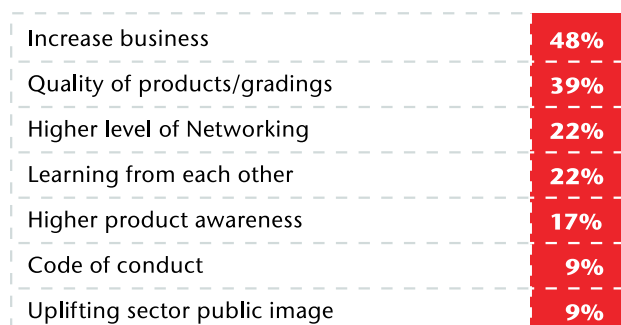 Increase business 48%
Quality of products/gradings 39%
Higher level of Networking 22%
Learning from each other 22%
Higher product awareness 17%
Code of conduct 9%
Uplifting sector public image 9%